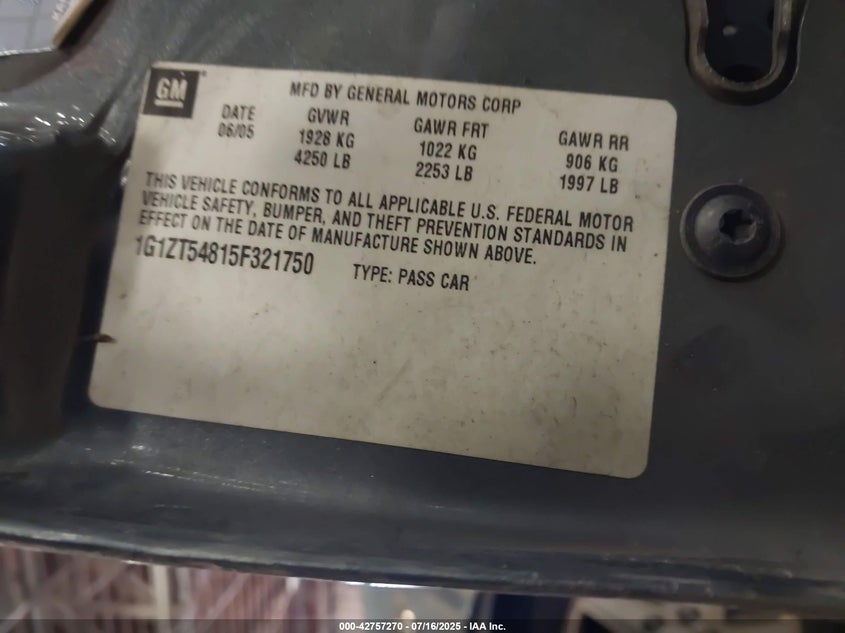 GM
MFD BY GENERAL MOTORS CORP
DATE GVWR GAWR FRT GAWR RR
06/05 1928 KG 1022 KG 906 KG
4250 LB 2253 LB 1997 LB
THIS VEHICLE CONFORMS TO ALL APPLICABLE U.S. FEDERAL MOTOR
VEHICLE SAFETY, BUMPER, AND THEFT PREVENTION STANDARDS IN
EFFECT ON THE DATE OF MANUFACTURE SHOWN ABOVE.
1G1ZT54815F321750 TYPE: PASS CAR
000-42757270 - 07/16/2025 - IAA Inc.